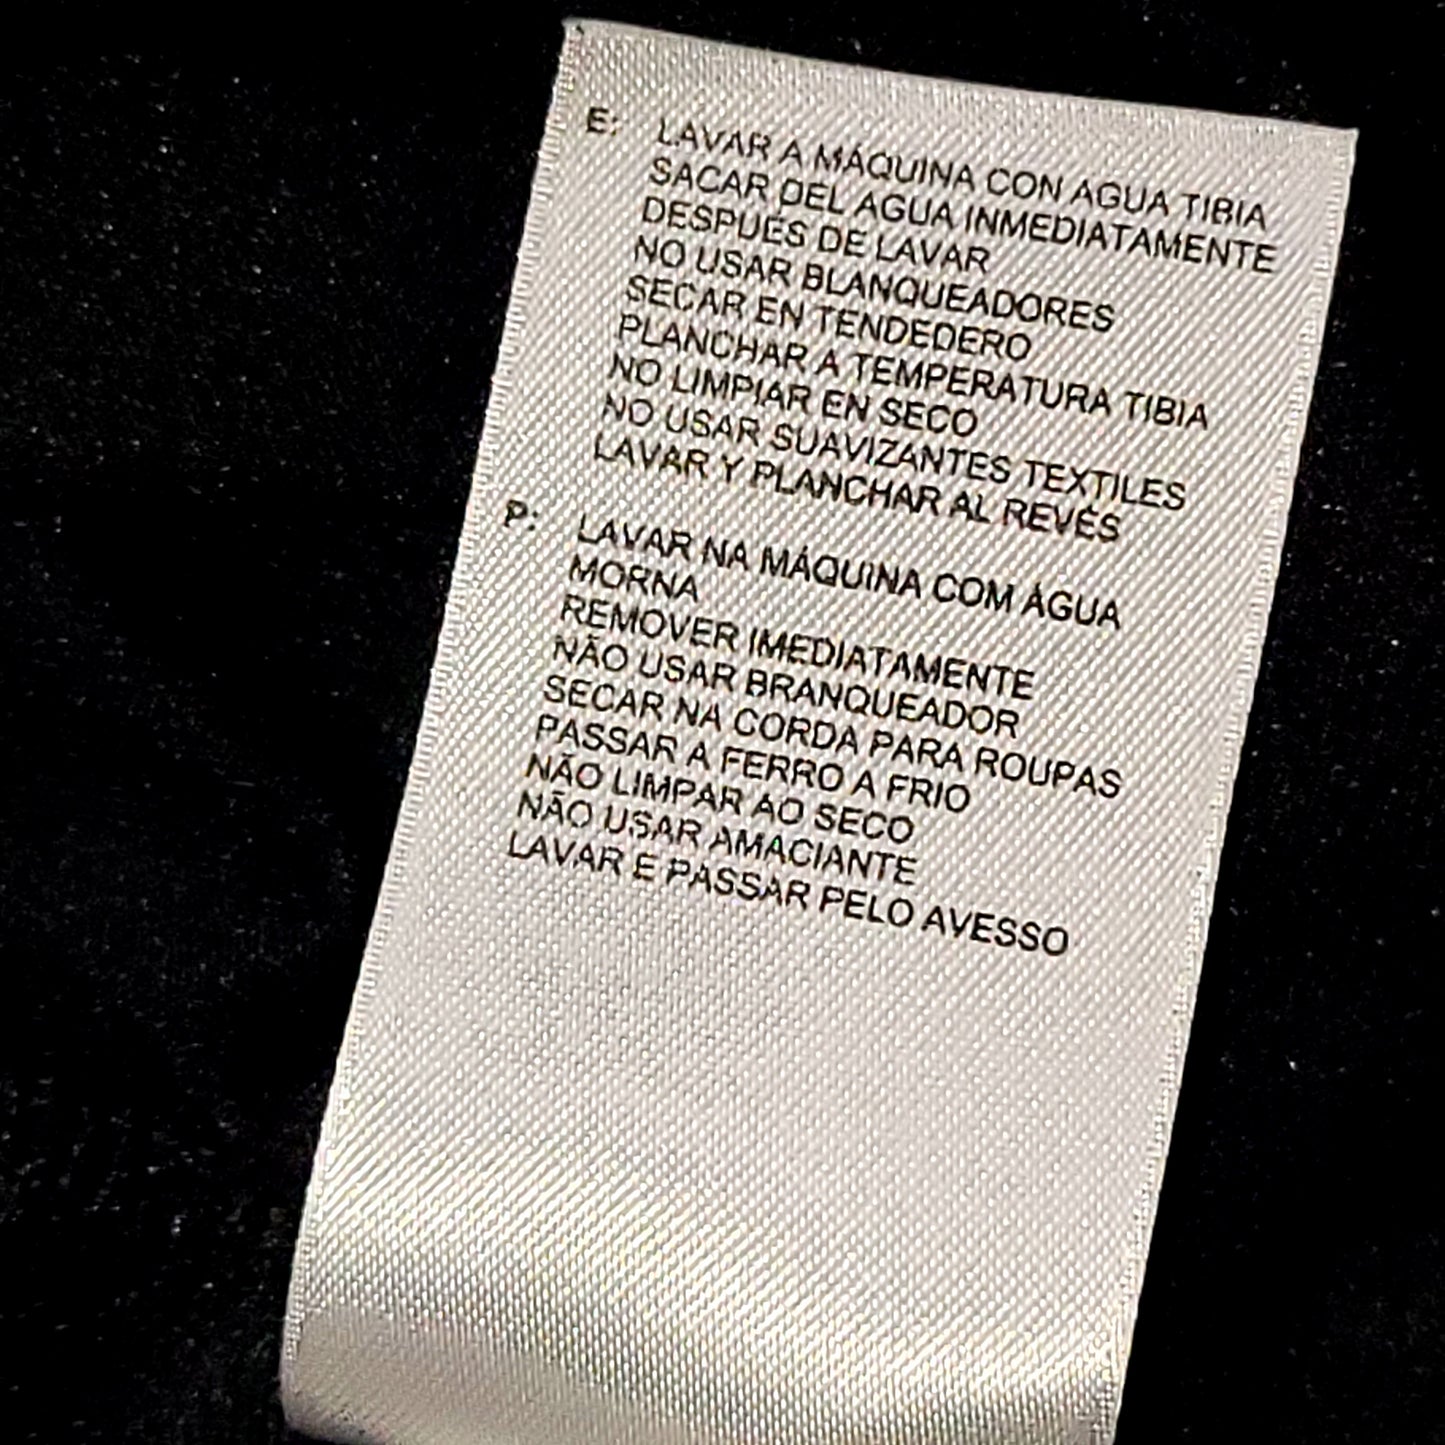 E: LAVAR A MÁQUINA CON AGUA TIBIA
SACAR DEL AGUA INMEDIATAMENTE
DESPUÉS DE LAVAR
NO USAR BLANQUEADORES
SECAR EN TENDEDERO
PLANCHAR A TEMPERATURA TIBIA
NO LIMPIAR EN SECO
NO USAR SUAVIZANTES TEXTILES
LAVAR Y PLANCHAR AL REVÉS
P: LAVAR NA MÁQUINA COM ÁGUA
MORNA
REMOVER IMEDIATAMENTE
NÃO USAR BRANQUEADOR
SECAR NA CORDA PARA ROUPAS
PASSAR A FERRO A FRIO
NÃO LIMPAR AO SECO
NÃO USAR AMACIANTE
LAVAR E PASSAR PELO AVESSO